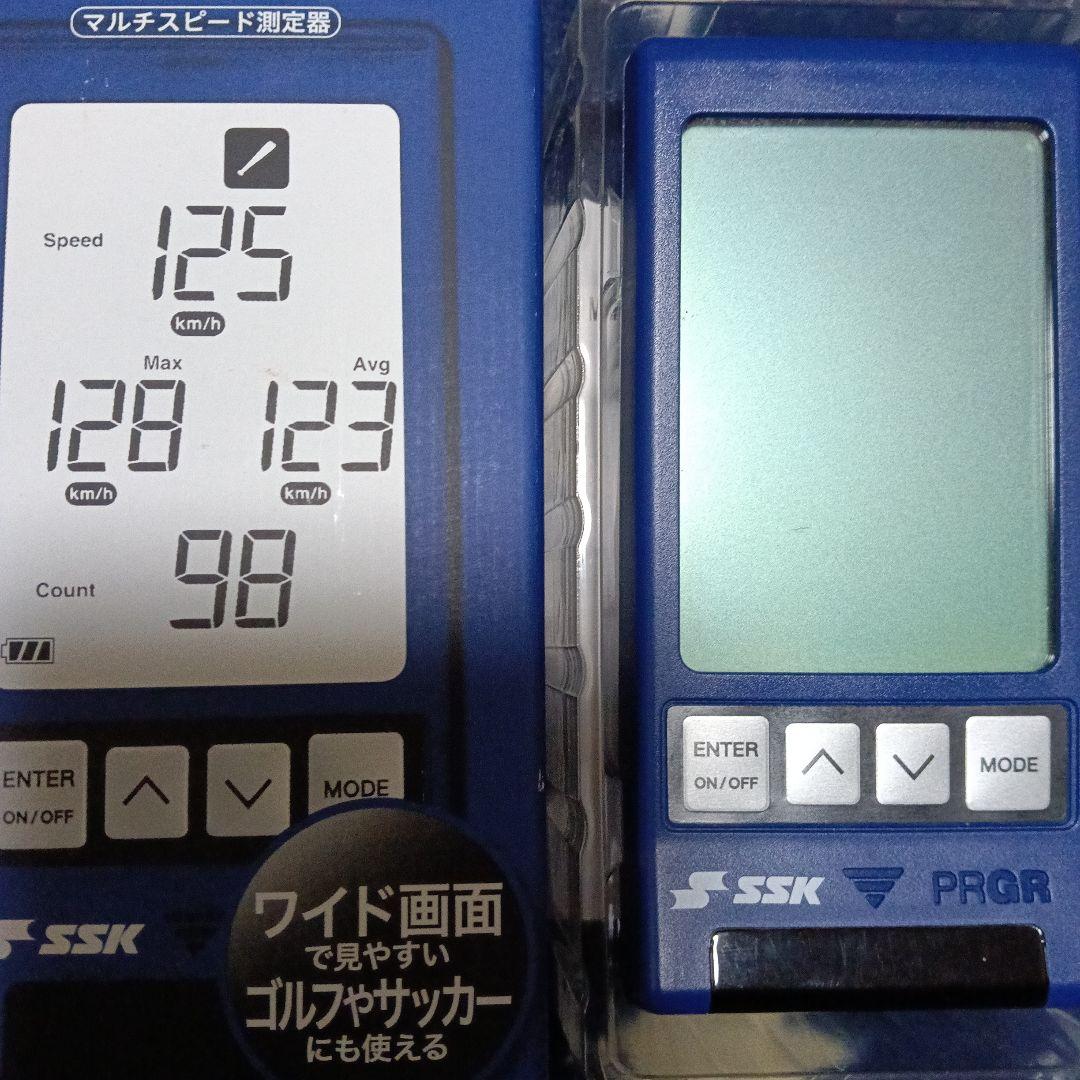 マルチスピード測定器
Speed
125
km/h
Max
Avg
128
123
km/h
km/h
Count
98
ENTER
ON/OFF
MODE
SSK
ワイド画面
で見やすい
ゴルフやサッカー
にも使える
ENTER
ON/OFF
MODE
SSK
PRGR